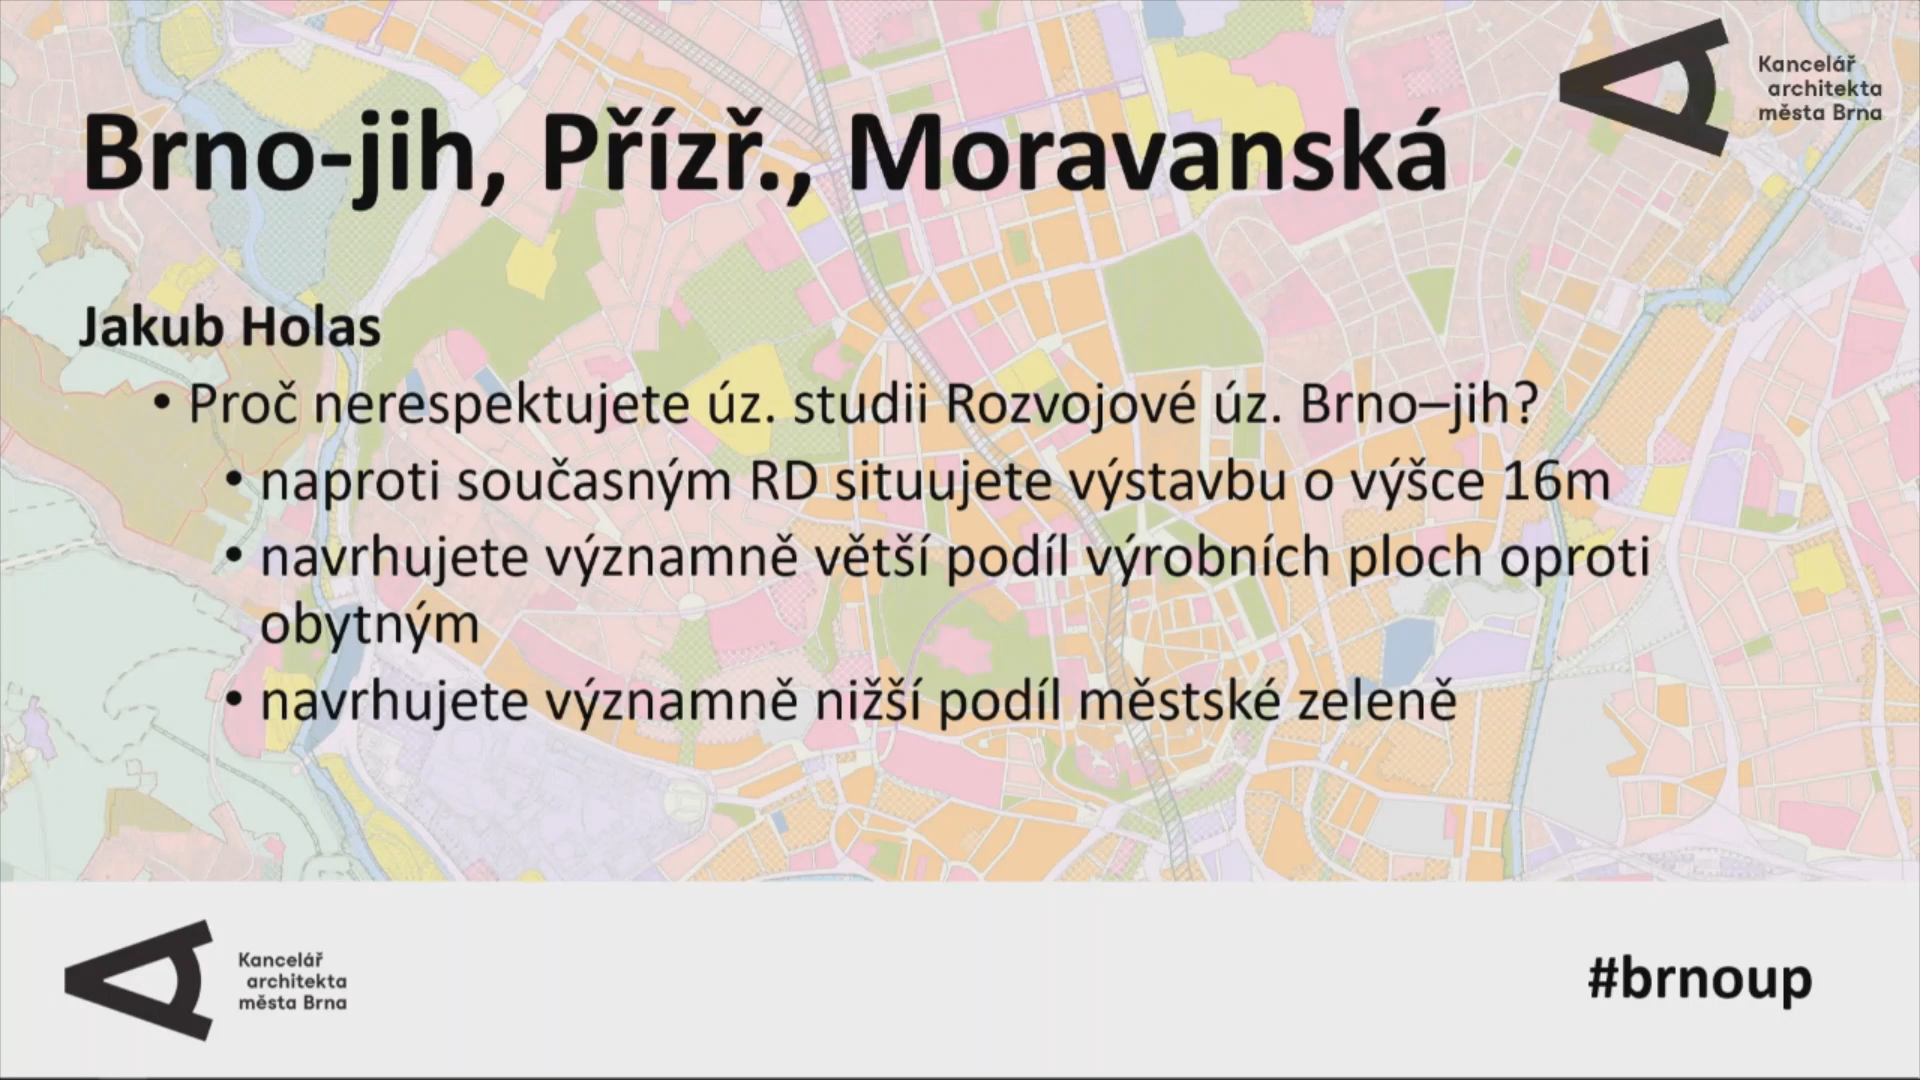 Kancelář
architekta
města Brna
Brno-jih, Přízř., Moravanská
Jakub Holas
• Proč nerespektujete úz. studii Rozvojové úz. Brno–jih?
• naproti současným RD situujete výstavbu o výšce 16m
• navrhujete významně větší podíl výrobních ploch oproti
obytným
• navrhujete významně nižší podíl městské zeleně
Kancelář
architekta
města Brna
#brnoup